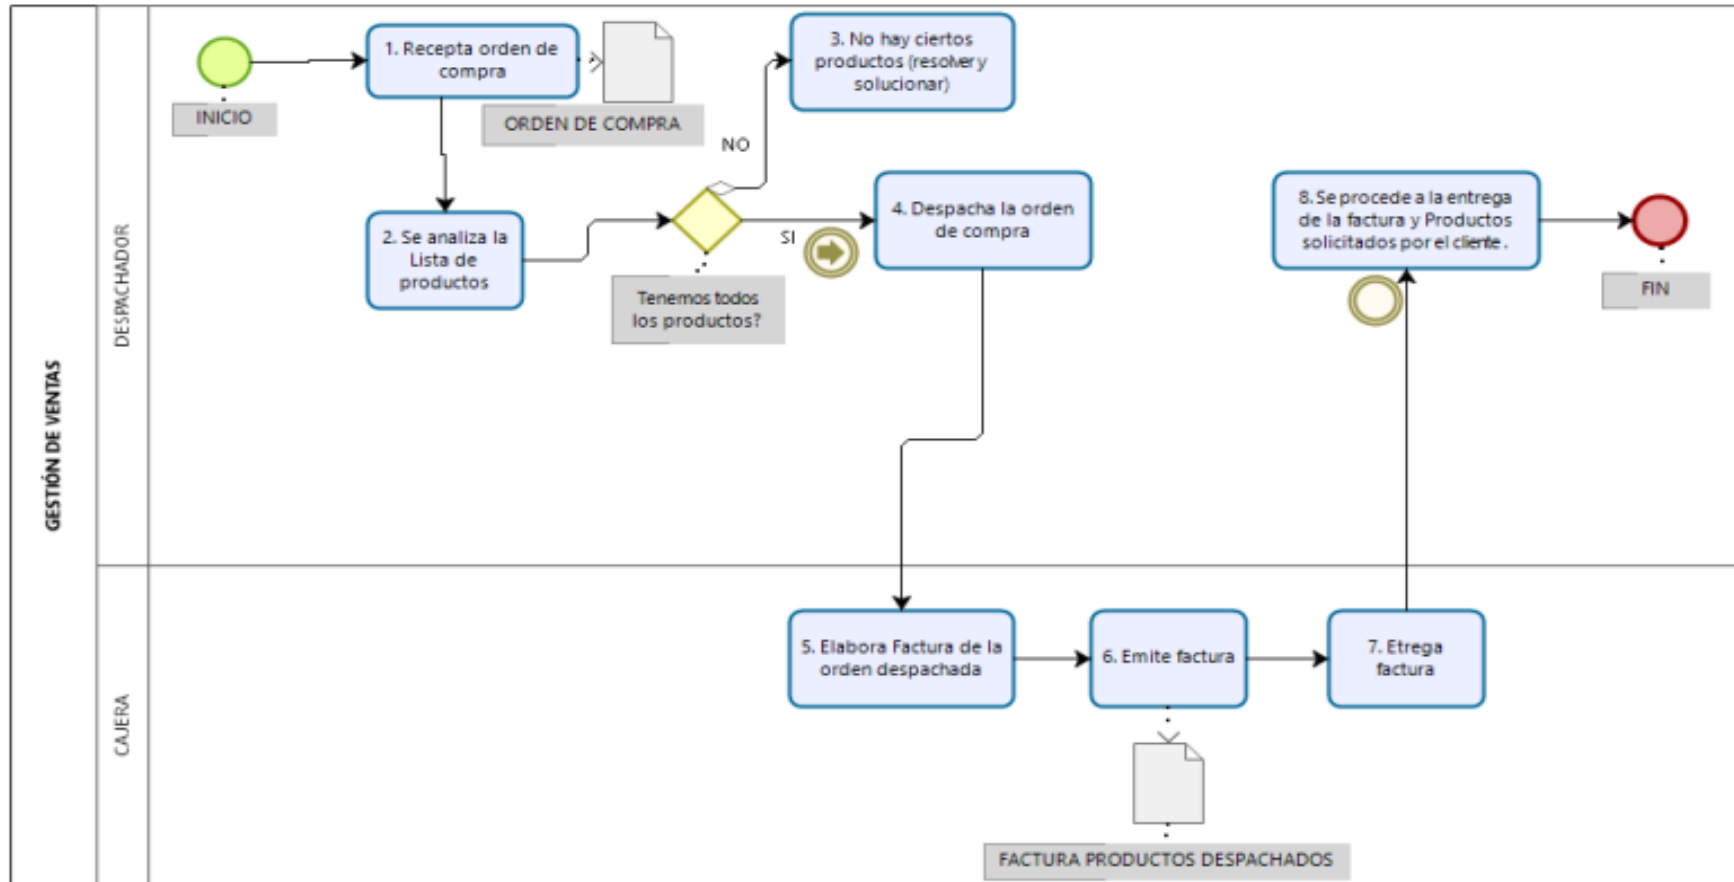 GESTIÓN DE VENTAS
DESPACHADOR
INICIO
1. Recepta orden de
compra
ORDEN DE COMPRA
2. Se analiza la
Lista de
productos
NO
SI
Tenemos todos
los productos?
3. No hay ciertos
productos (resolver y
solucionar)
4. Despacha la orden
de compra
8. Se procede a la entrega
de la factura y Productos
solicitados por el cliente.
FIN
CAJERA
5. Elabora Factura de la
orden despachada
6. Emite factura
7. Etrega
factura
FACTURA PRODUCTOS DESPACHADOS